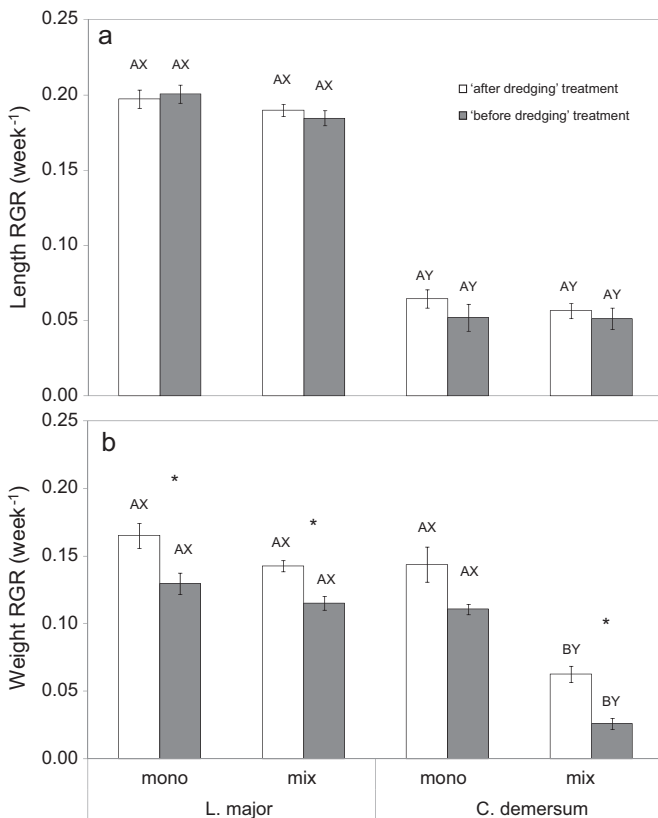 0.25
a
AX AX
AX AX
'after dredging' treatment
'before dredging' treatment
0.20
0.15
0.10
AY AY
AY AY
0.05
0.00
Length RGR (week-1)
0.25
b
*
0.20
AX AX
*
AX AX
AX AX
*
0.15
0.10
BY BY
0.05
0.00
Weight RGR (week-1)
mono mix mono mix
L. major C. demersum